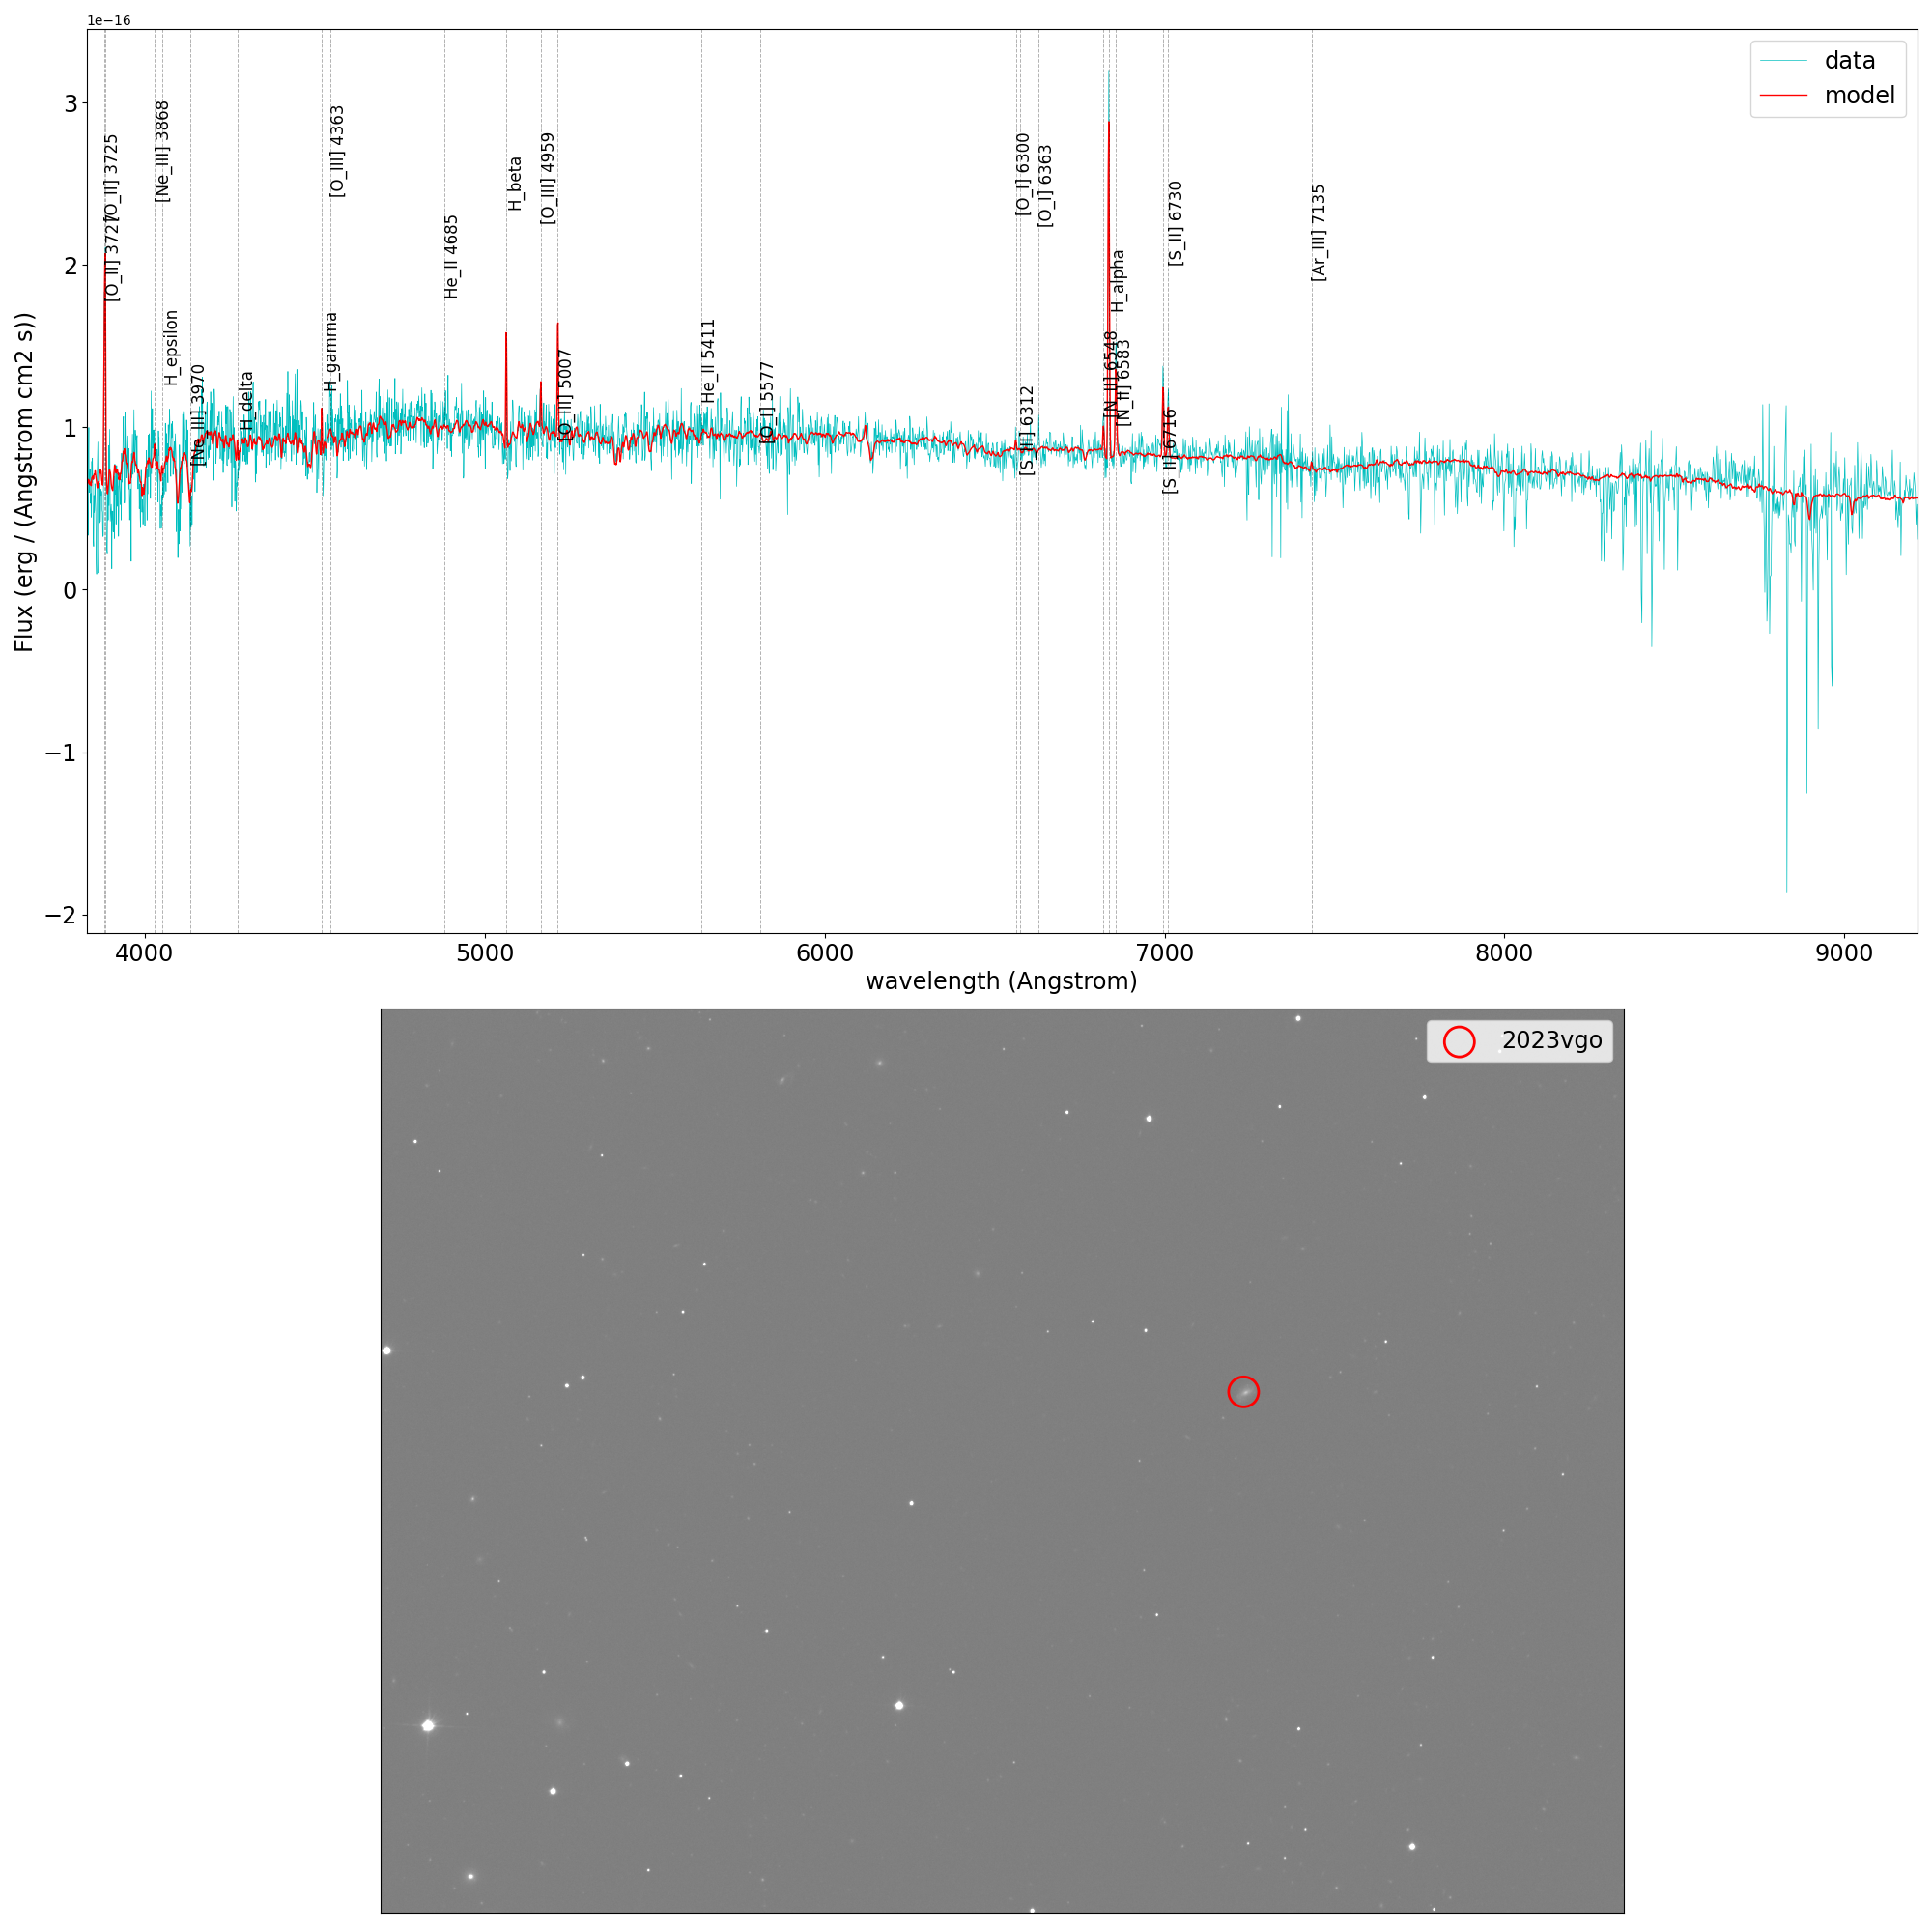 1e−16
data
model
3
2
1
0
−1
−2
Flux (erg / (Angstrom cm2 s))
[O_II] 3725
[O_II] 3727
[Ne_III] 3868
H_epsilon
[Ne_III] 3970
H_delta
H_gamma
[O_III] 4363
He_II 4685
H_beta
[O_III] 4959
[O_III] 5007
He_II 5411
[O_I] 5577
[O_I] 6300
[S_III] 6312
[O_I] 6363
[N_II] 6548
H_alpha
[N_II] 6583
[S_II] 6716
[S_II] 6730
[Ar_III] 7135
4000
5000
6000
7000
8000
9000
wavelength (Angstrom)
2023vgo